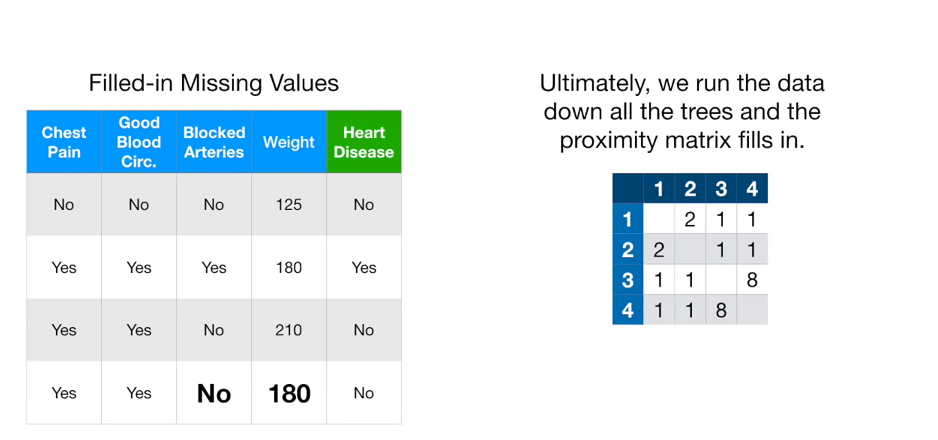 Filled-in Missing Values
Chest Pain Good Blood Circ. Blocked Arteries Weight Heart Disease
No No No 125 No
Yes Yes Yes 180 Yes
Yes Yes No 210 No
Yes Yes No 180 No
Ultimately, we run the data
down all the trees and the
proximity matrix fills in.
1 2 3 4
1 2 1 1
2 2 1 1
3 1 1 8
4 1 1 8